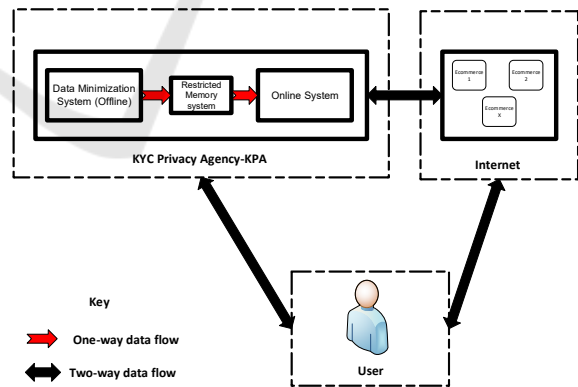 Data Minimization
System (Offline)
Restricted
Memory
system
Online System
KYC Privacy Agency-KPA
Ecommerce
1
Ecommerce
2
Ecommerce
X
Internet
User
Key
One-way data flow
Two-way data flow